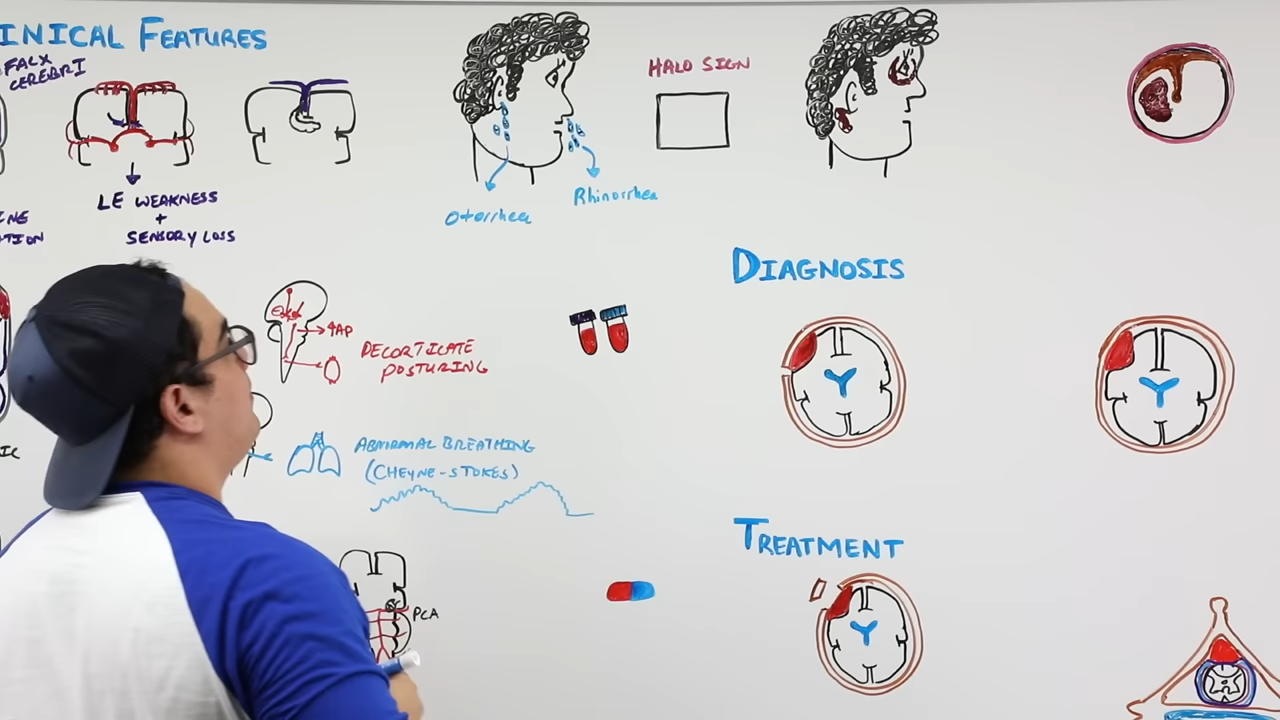 INICAL FEATURES
FALX
CEREBRI
LE WEAKNESS
+
SENSORY LOSS
Otorrhea
Rhinorrhea
HALO SIGN
DIAGNOSIS
DECORTICATE
POSTURING
ABNORMAL BREATHING
(CHEYNE-STOKES)
TREATMENT
PCA